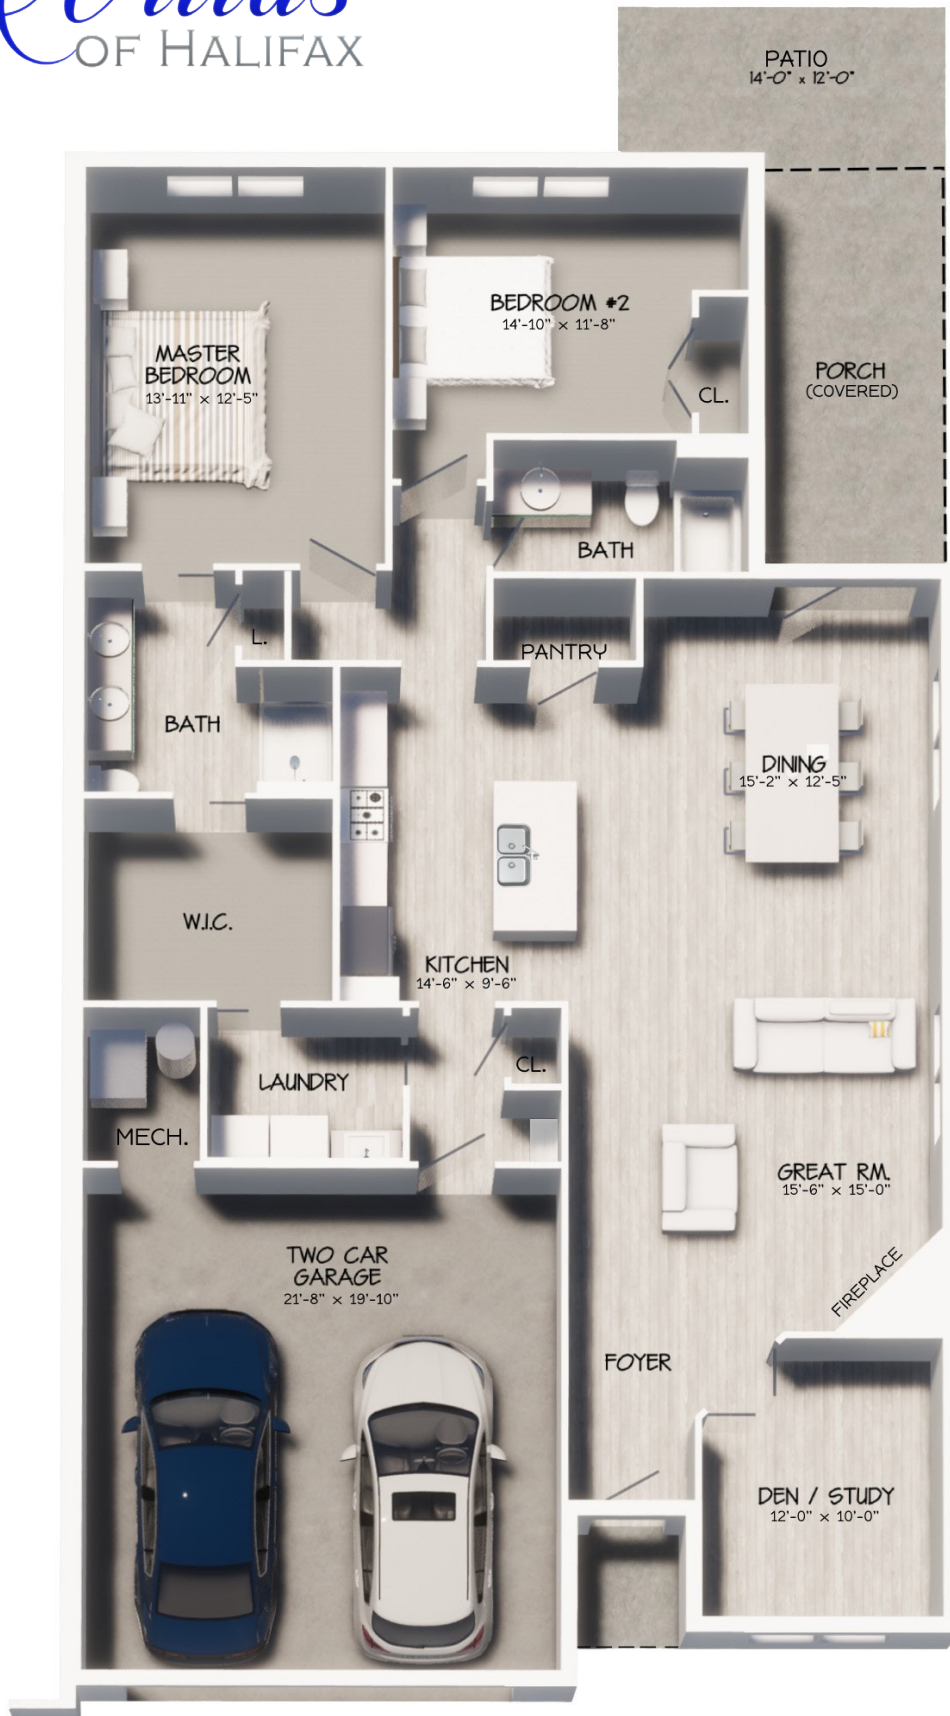 OF HALIFAX
PATIO
14'-0" x 12'-0"
BEDROOM #2
14'-10" x 11'-8"
MASTER
BEDROOM
13'-11" x 12'-5"
PORCH
(COVERED)
CL.
BATH
L.
PANTRY
BATH
DINING
15'-2" x 12'-5"
W.I.C.
KITCHEN
14'-6" x 9'-6"
CL.
LAUNDRY
MECH.
GREAT RM.
15'-6" x 15'-0"
TWO CAR
GARAGE
21'-8" x 19'-10"
FIREPLACE
FOYER
DEN / STUDY
12'-0" x 10'-0"